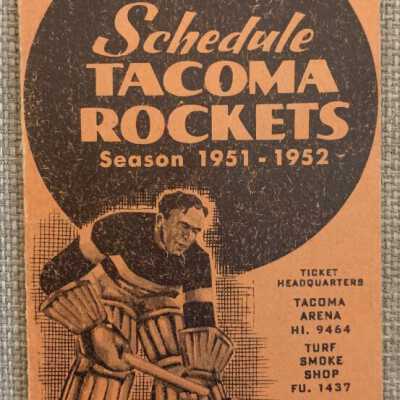 Schedule
TACOMA
ROCKETS
Season 1951-1952
TICKET
HEADQUARTERS
TACOMA
ARENA
HI. 9464
TURF
SMOKE
SHOP
FU. 1437